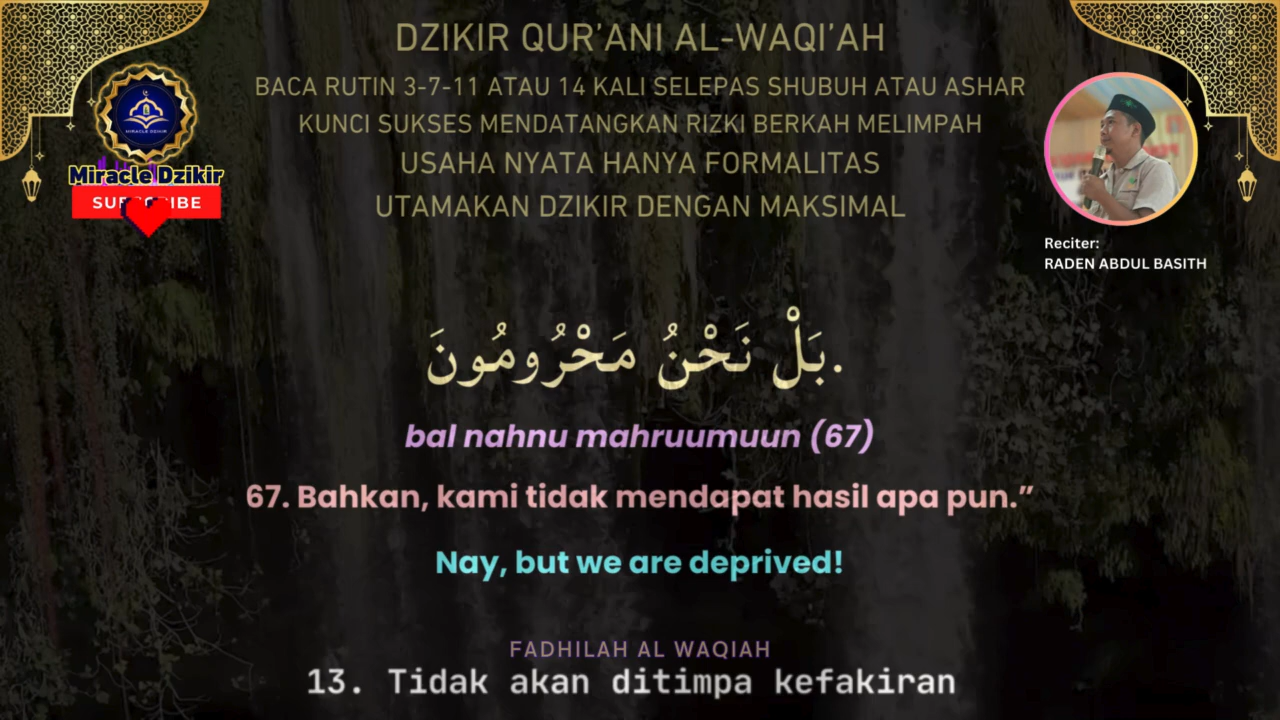 DZIKIR QUR'ANI AL-WAQI'AH
BACA RUTIN 3-7-11 ATAU 14 KALI SELEPAS SHUBUH ATAU ASHAR
KUNCI SUKSES MENDATANGKAN RIZKI BERKAH MELIMPAH
USAHA NYATA HANYA FORMALITAS
UTAMAKAN DZIKIR DENGAN MAKSIMAL
MIRACLE DZIKIR
Miracle Dzikir
Reciter:
RADEN ABDUL BASITH
بَلْ نَحْنُ مَحْرُومُونَ.
bal nahnu mahruumuun (67)
67. Bahkan, kami tidak mendapat hasil apa pun.”
Nay, but we are deprived!
FADHILAH AL WAQIAH
13. Tidak akan ditimpa kefakiran